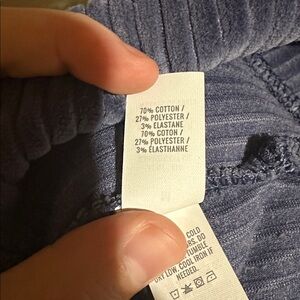 70% COTTON /
27% POLYESTER /
3% ELASTANE
70% COTON /
27% POLYESTER /
3% ÉLASTHANNE
COLD
DO
TUMBLE
DRY LOW, COOL IRON IF
NEEDED.